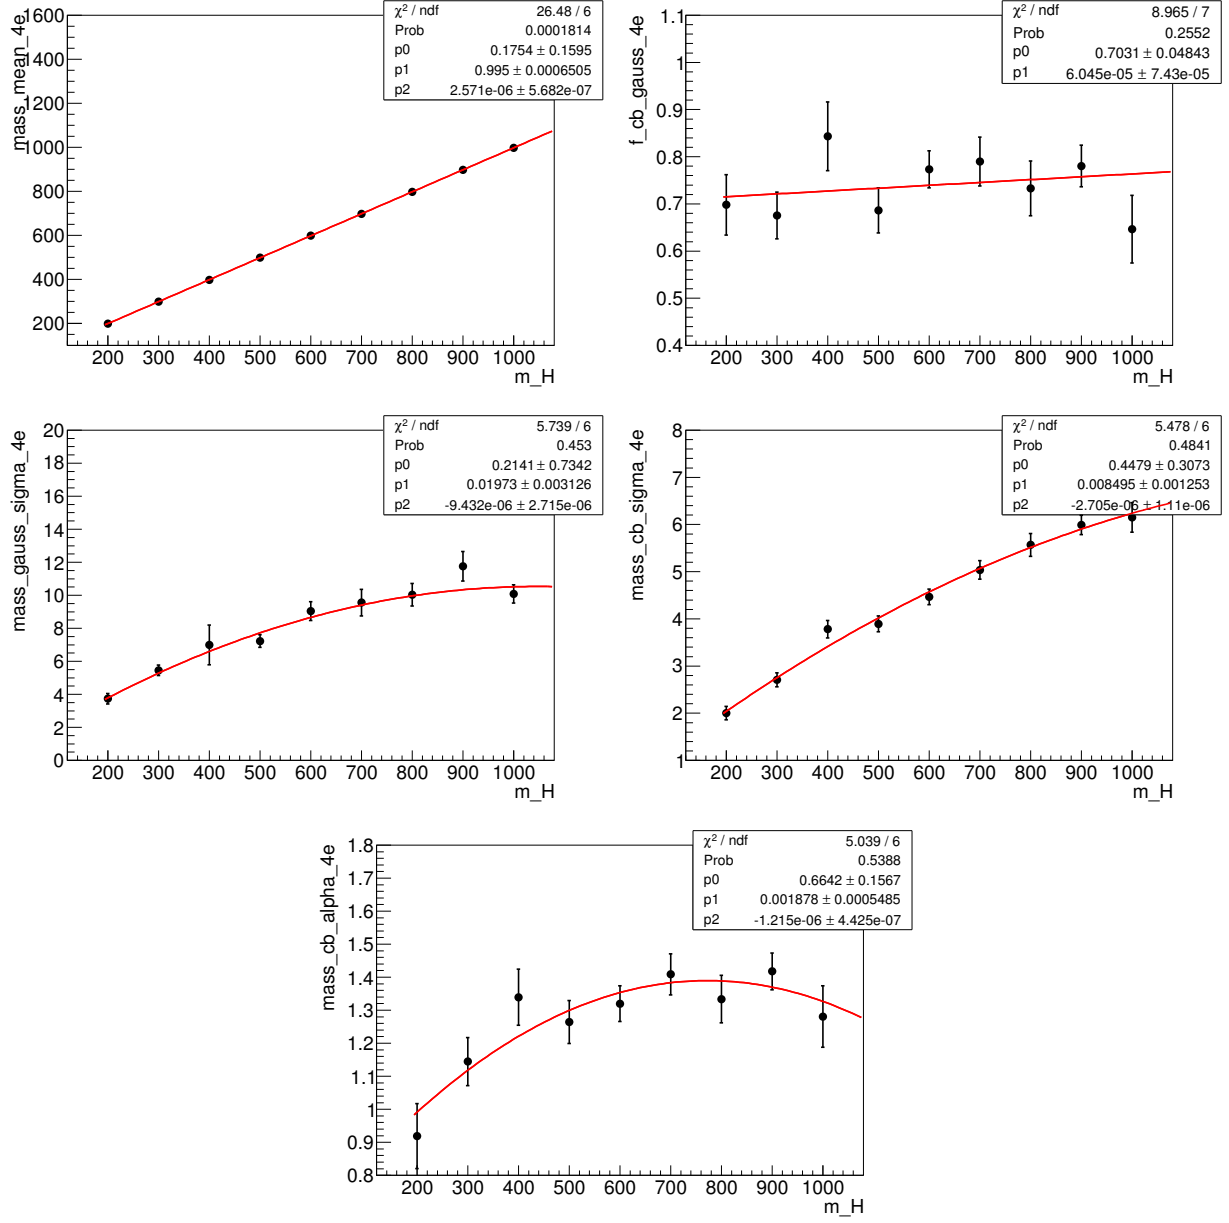 mass_mean_4e
1600
1400
1200
1000
800
600
400
200
200 300 400 500 600 700 800 900 1000
m_H
χ² / ndf 26.48 / 6
Prob 0.0001814
p0 0.1754 ± 0.1595
p1 0.995 ± 0.0006505
p2 2.571e-06 ± 5.682e-07
f_cb_gauss_4e
1.1
1
0.9
0.8
0.7
0.6
0.5
0.4
200 300 400 500 600 700 800 900 1000
m_H
χ² / ndf 8.965 / 7
Prob 0.2552
p0 0.7031 ± 0.04843
p1 6.045e-05 ± 7.43e-05
mass_gauss_sigma_4e
20
18
16
14
12
10
8
6
4
2
0
200 300 400 500 600 700 800 900 1000
m_H
χ² / ndf 5.739 / 6
Prob 0.453
p0 0.2141 ± 0.7342
p1 0.01973 ± 0.003126
p2 -9.432e-06 ± 2.715e-06
mass_cb_sigma_4e
8
7
6
5
4
3
2
1
200 300 400 500 600 700 800 900 1000
m_H
χ² / ndf 5.478 / 6
Prob 0.4841
p0 0.4479 ± 0.3073
p1 0.008495 ± 0.001253
p2 -2.705e-06 ± 1.11e-06
mass_cb_alpha_4e
1.8
1.7
1.6
1.5
1.4
1.3
1.2
1.1
1
0.9
0.8
200 300 400 500 600 700 800 900 1000
m_H
χ² / ndf 5.039 / 6
Prob 0.5388
p0 0.6642 ± 0.1567
p1 0.001878 ± 0.0005485
p2 -1.215e-06 ± 4.425e-07